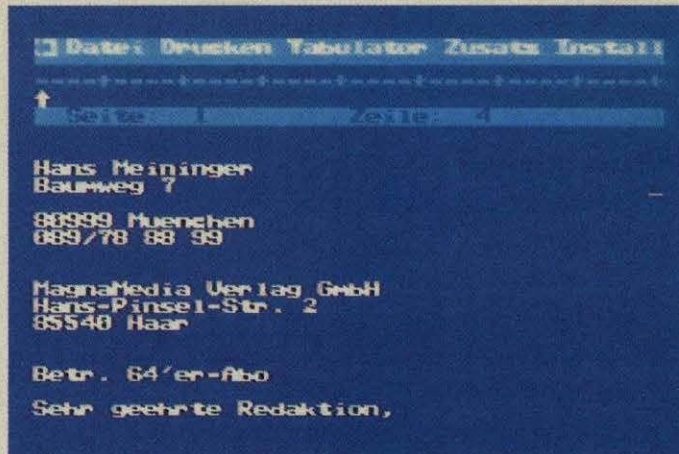 Datei Drucken Tabulator Zusatz Install
Seite: 1 Zeile: 4
Hans Meininger
Baumweg 7
80999 Muenchen
089/78 88 99
MagnaMedia Verlag GmbH
Hans-Pinsel-Str. 2
85540 Haar
Betr. 64'er-Abo
Sehr geehrte Redaktion,